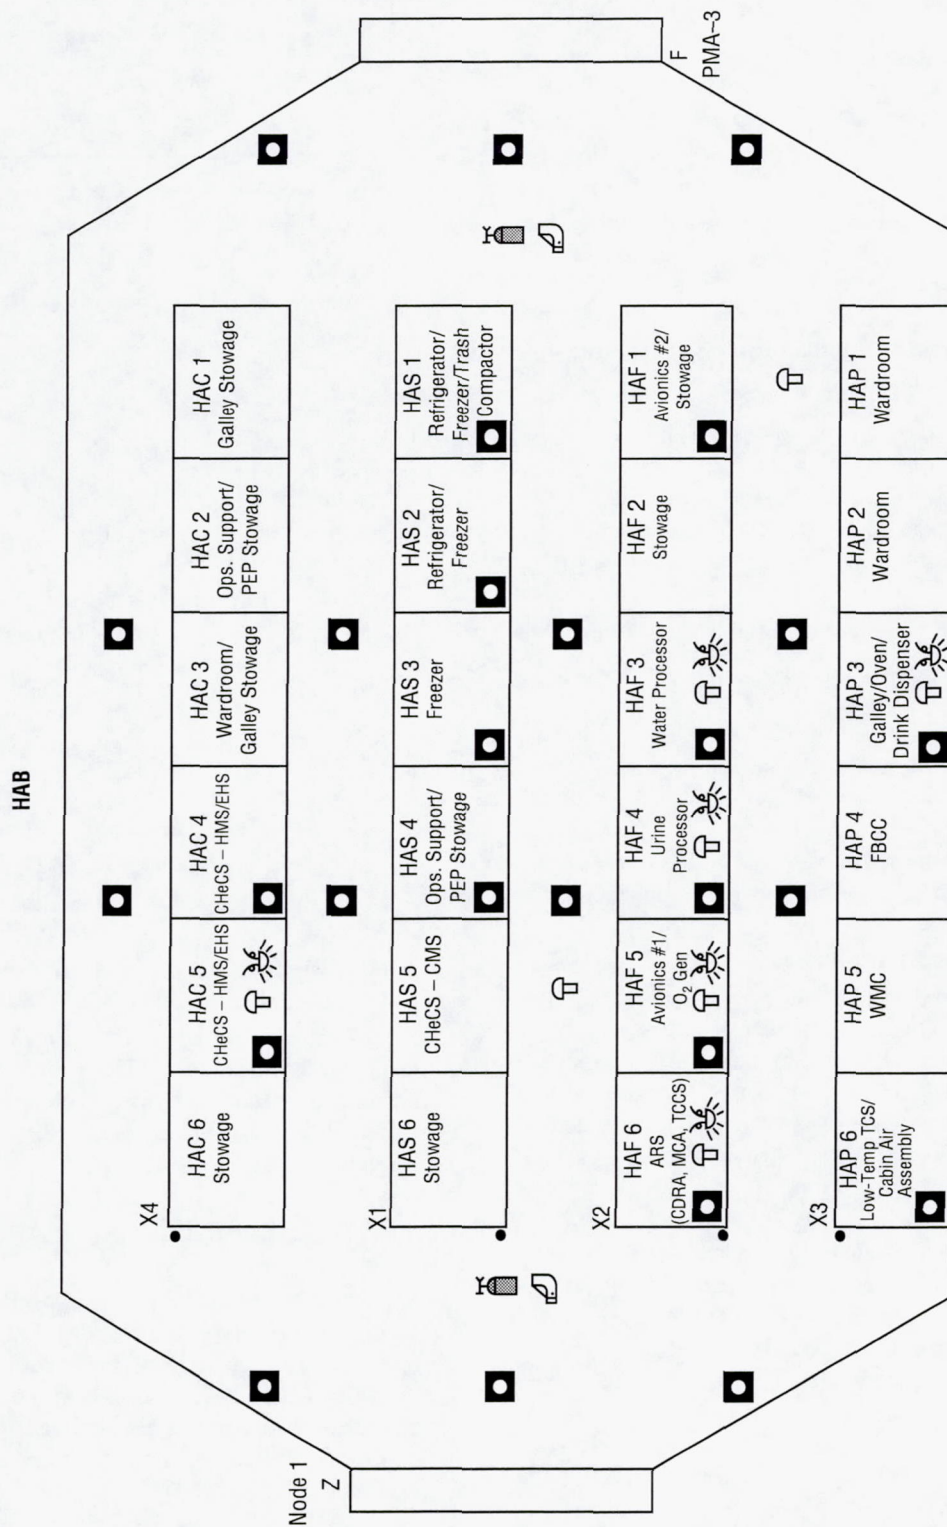 HAB
F
PMA–3
HAC 1
Galley Stowage
HAC 2
Ops. Support/
PEP Stowage
HAC 3
Wardroom/
Galley Stowage
HAC 4
CHeCS – HMS/EHS
HAC 5
CHeCS – HMS/EHS
HAC 6
Stowage
X4
HAS 1
Refrigerator/
Freezer/Trash
Compactor
HAS 2
Refrigerator/
Freezer
HAS 3
Freezer
HAS 4
Ops. Support/
PEP Stowage
HAS 5
CHeCS – CMS
HAS 6
Stowage
X1
HAF 1
Avionics #2/
Stowage
HAF 2
Stowage
HAF 3
Water Processor
HAF 4
Urine
Processor
HAF 5
Avionics #1/
O₂ Gen
HAF 6
ARS
(CDRA, MCA, TCCS)
X2
HAP 1
Wardroom
HAP 2
Wardroom
HAP 3
Galley/Oven/
Drink Dispenser
HAP 4
FBCC
HAP 5
WMC
HAP 6
Low-Temp TCS/
Cabin Air
Assembly
X3
Node 1
Z